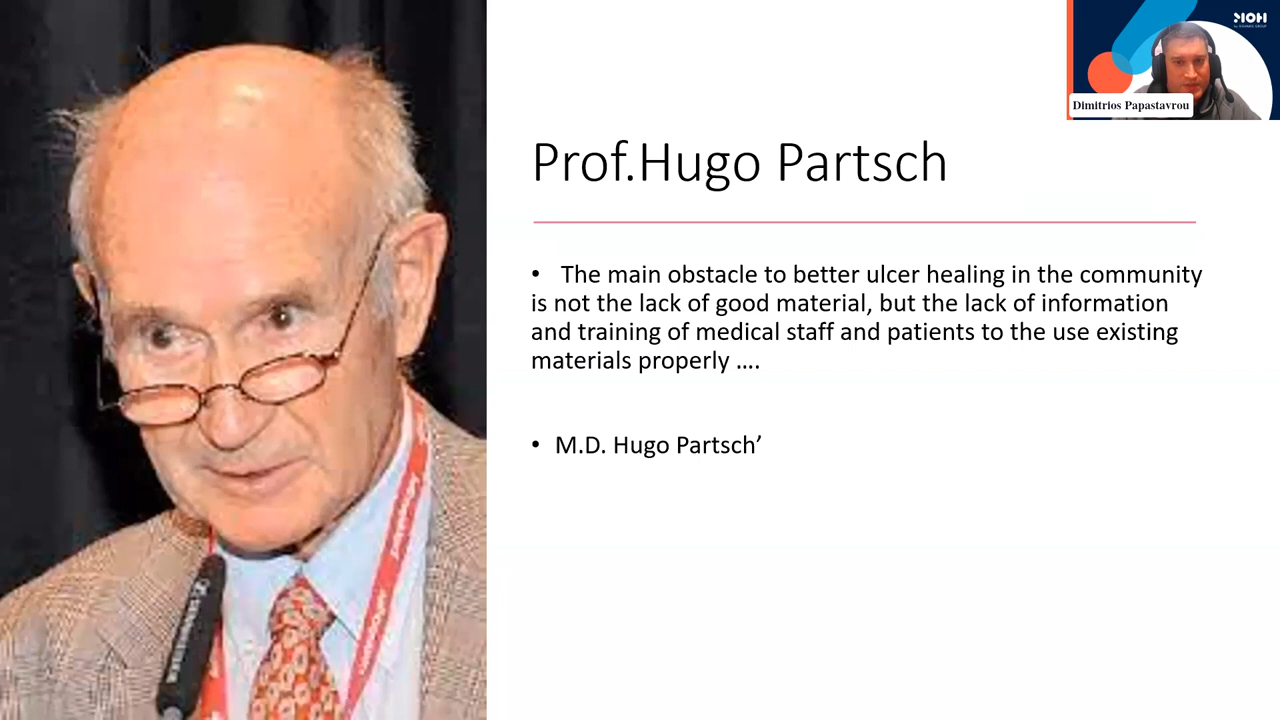 MOH
Dimitrios Papastavrou
Prof.Hugo Partsch
• The main obstacle to better ulcer healing in the community
is not the lack of good material, but the lack of information
and training of medical staff and patients to the use existing
materials properly ....
• M.D. Hugo Partsch’